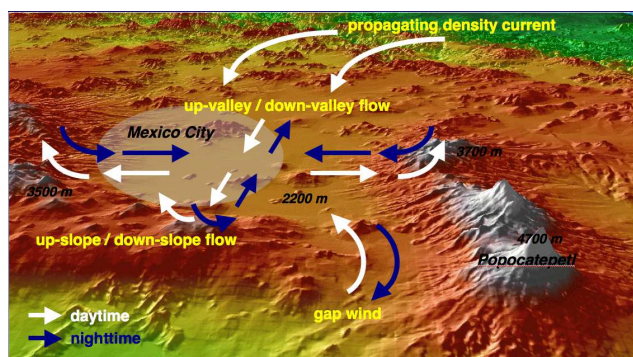 propagating density current
up-valley / down-valley flow
Mexico City
3700 m
3500 m
2200 m
up-slope / down-slope flow
4700 m
Popocatepetl
gap wind
daytime
nighttime